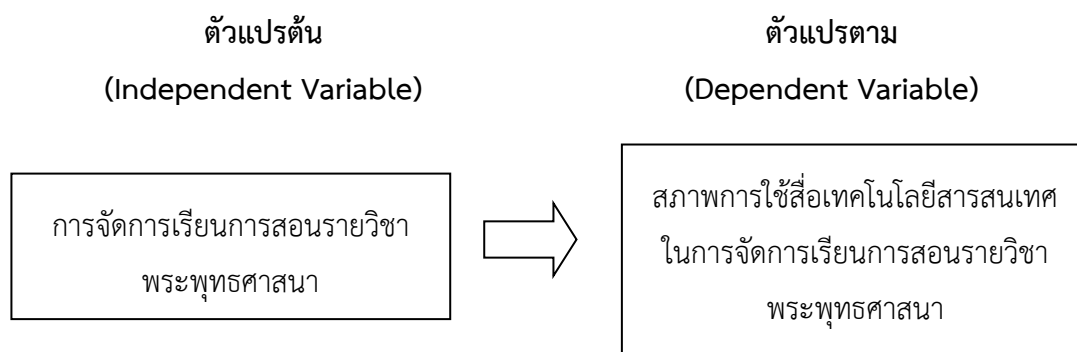 ตัวแปรต้น
(Independent Variable)
ตัวแปรตาม
(Dependent Variable)
การจัดการเรียนการสอนรายวิชา
พระพุทธศาสนา
สภาพการใช้สื่อเทคโนโลยีสารสนเทศ
ในการจัดการเรียนการสอนรายวิชา
พระพุทธศาสนา